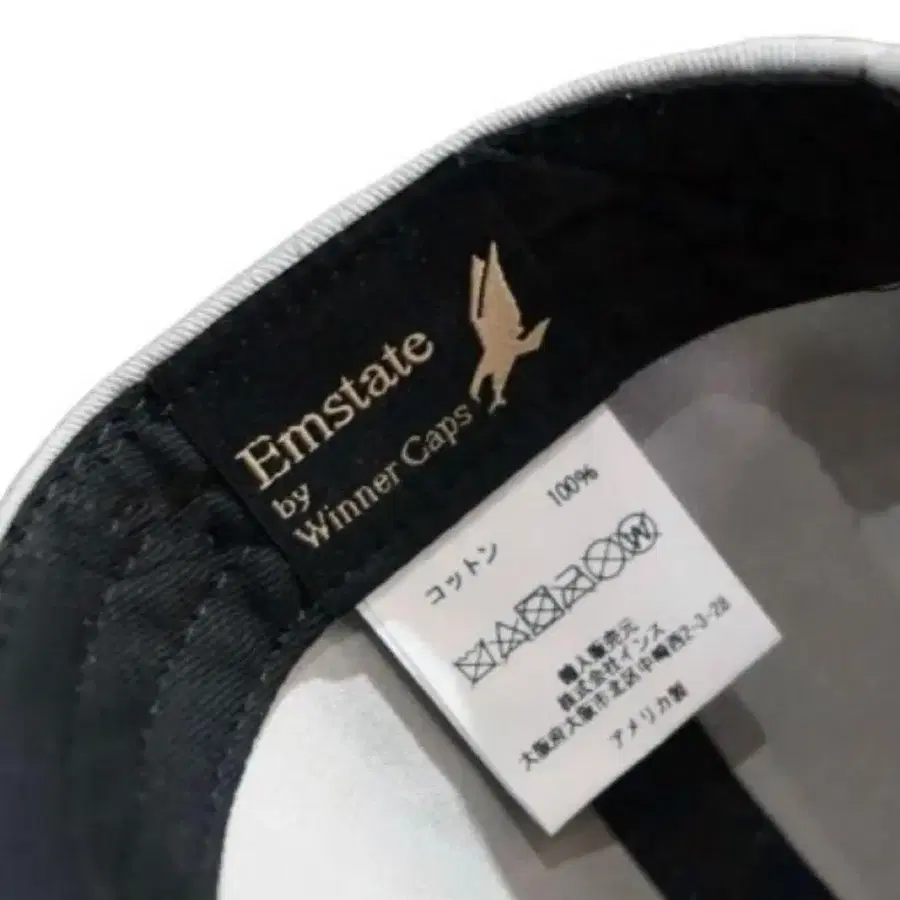 Emstate
by
Winner Caps
コットン 100%
輸入販売元
株式会社インス
大阪府大阪市北区中崎西2-3-28
アメリカ製